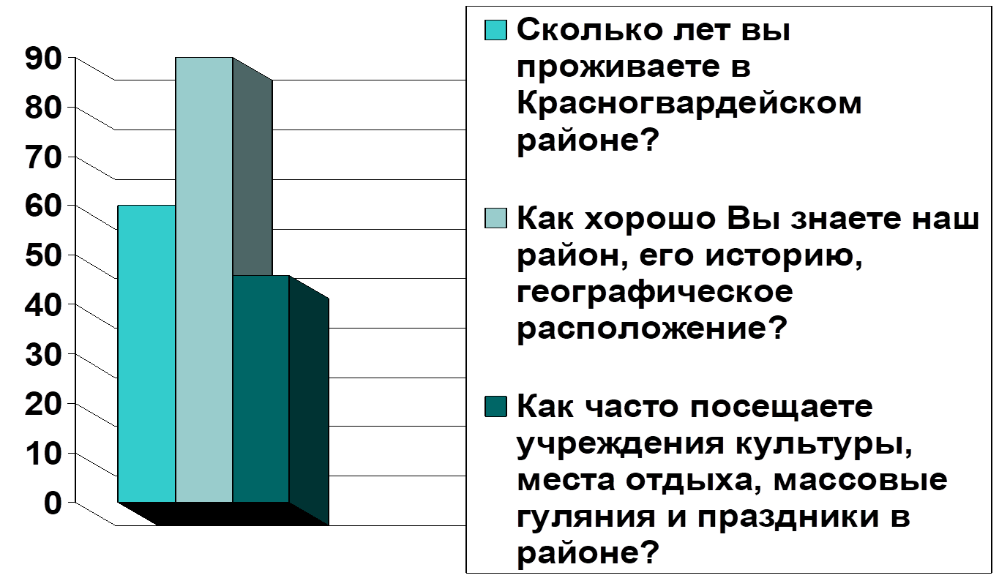 90
80
70
60
50
40
30
20
10
0
Сколько лет вы
проживаете в
Красногвардейском
районе?
Как хорошо Вы знаете наш
район, его историю,
географическое
расположение?
Как часто посещаете
учреждения культуры,
места отдыха, массовые
гуляния и праздники в
районе?